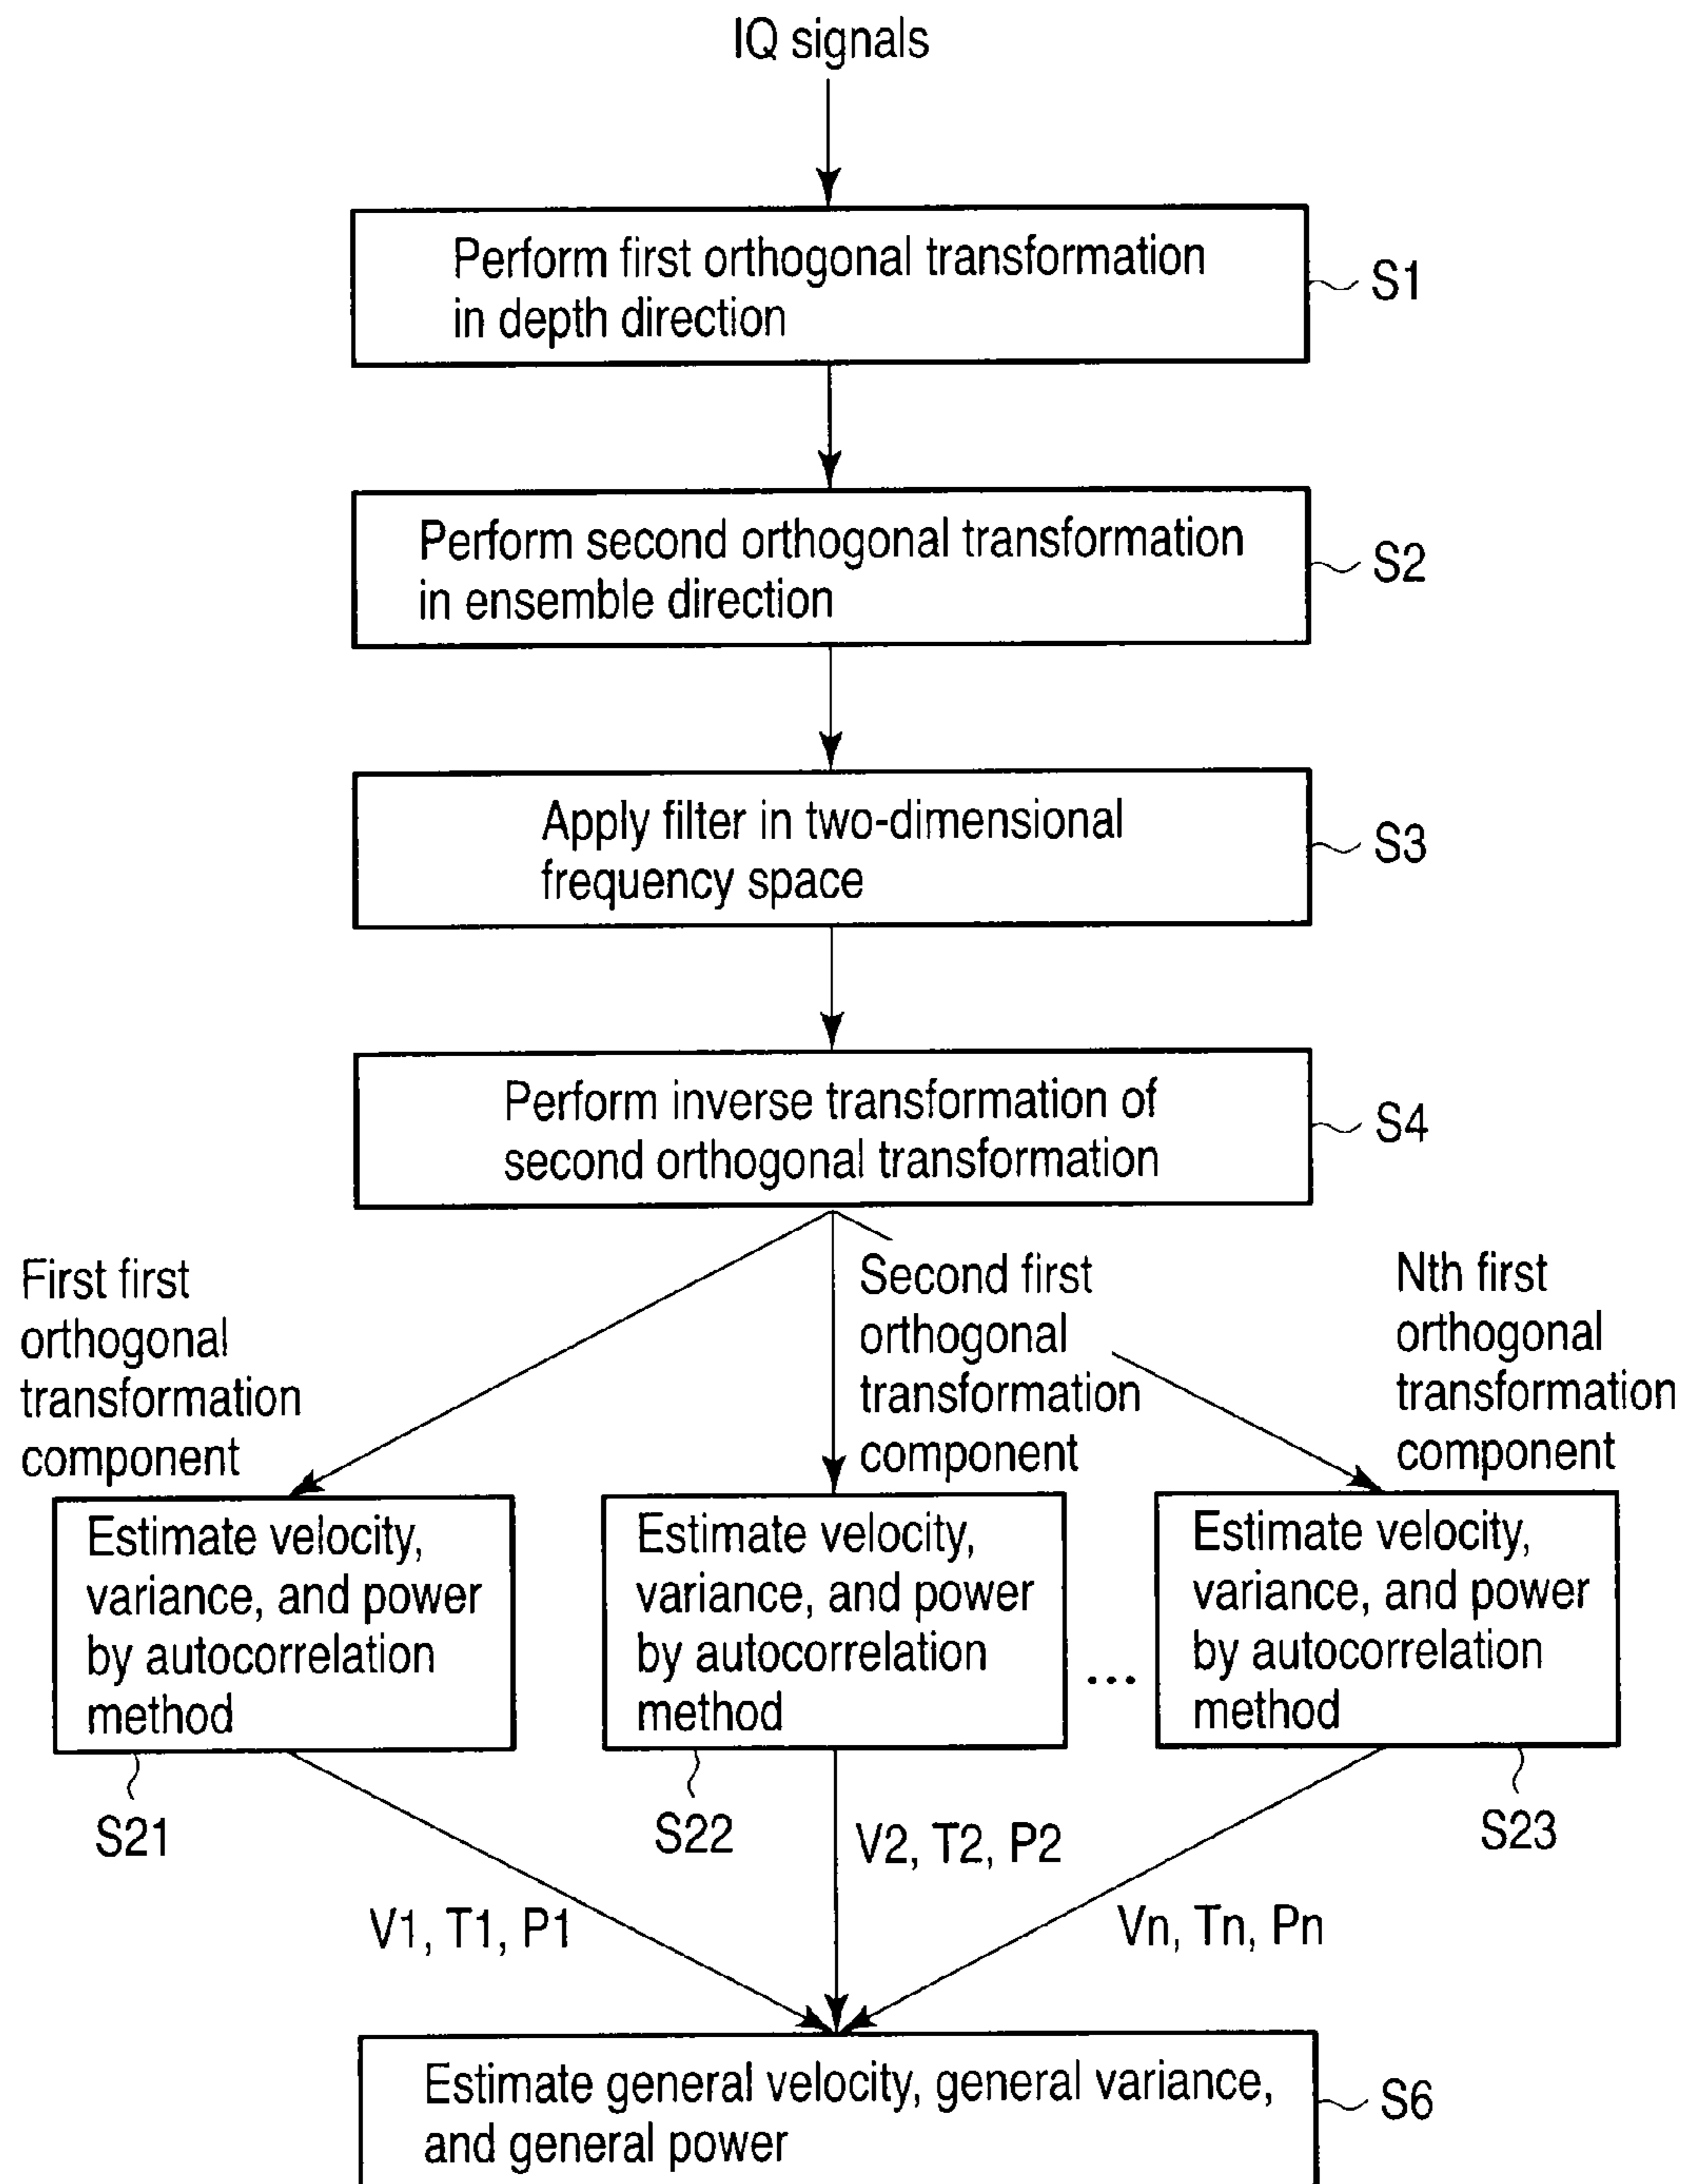 IQ signals
Perform first orthogonal transformation
in depth direction
S1
Perform second orthogonal transformation
in ensemble direction
S2
Apply filter in two-dimensional
frequency space
S3
Perform inverse transformation of
second orthogonal transformation
S4
First first
orthogonal
transformation
component
Second first
orthogonal
transformation
component
Nth first
orthogonal
transformation
component
Estimate velocity,
variance, and power
by autocorrelation
method
S21
Estimate velocity,
variance, and power
by autocorrelation
method
S22
...
Estimate velocity,
variance, and power
by autocorrelation
method
S23
V1, T1, P1
V2, T2, P2
Vn, Tn, Pn
Estimate general velocity, general variance,
and general power
S6